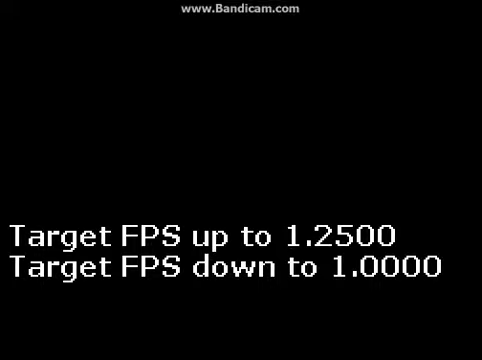 www.Bandicam.com
Target FPS up to 1.2500
Target FPS down to 1.0000